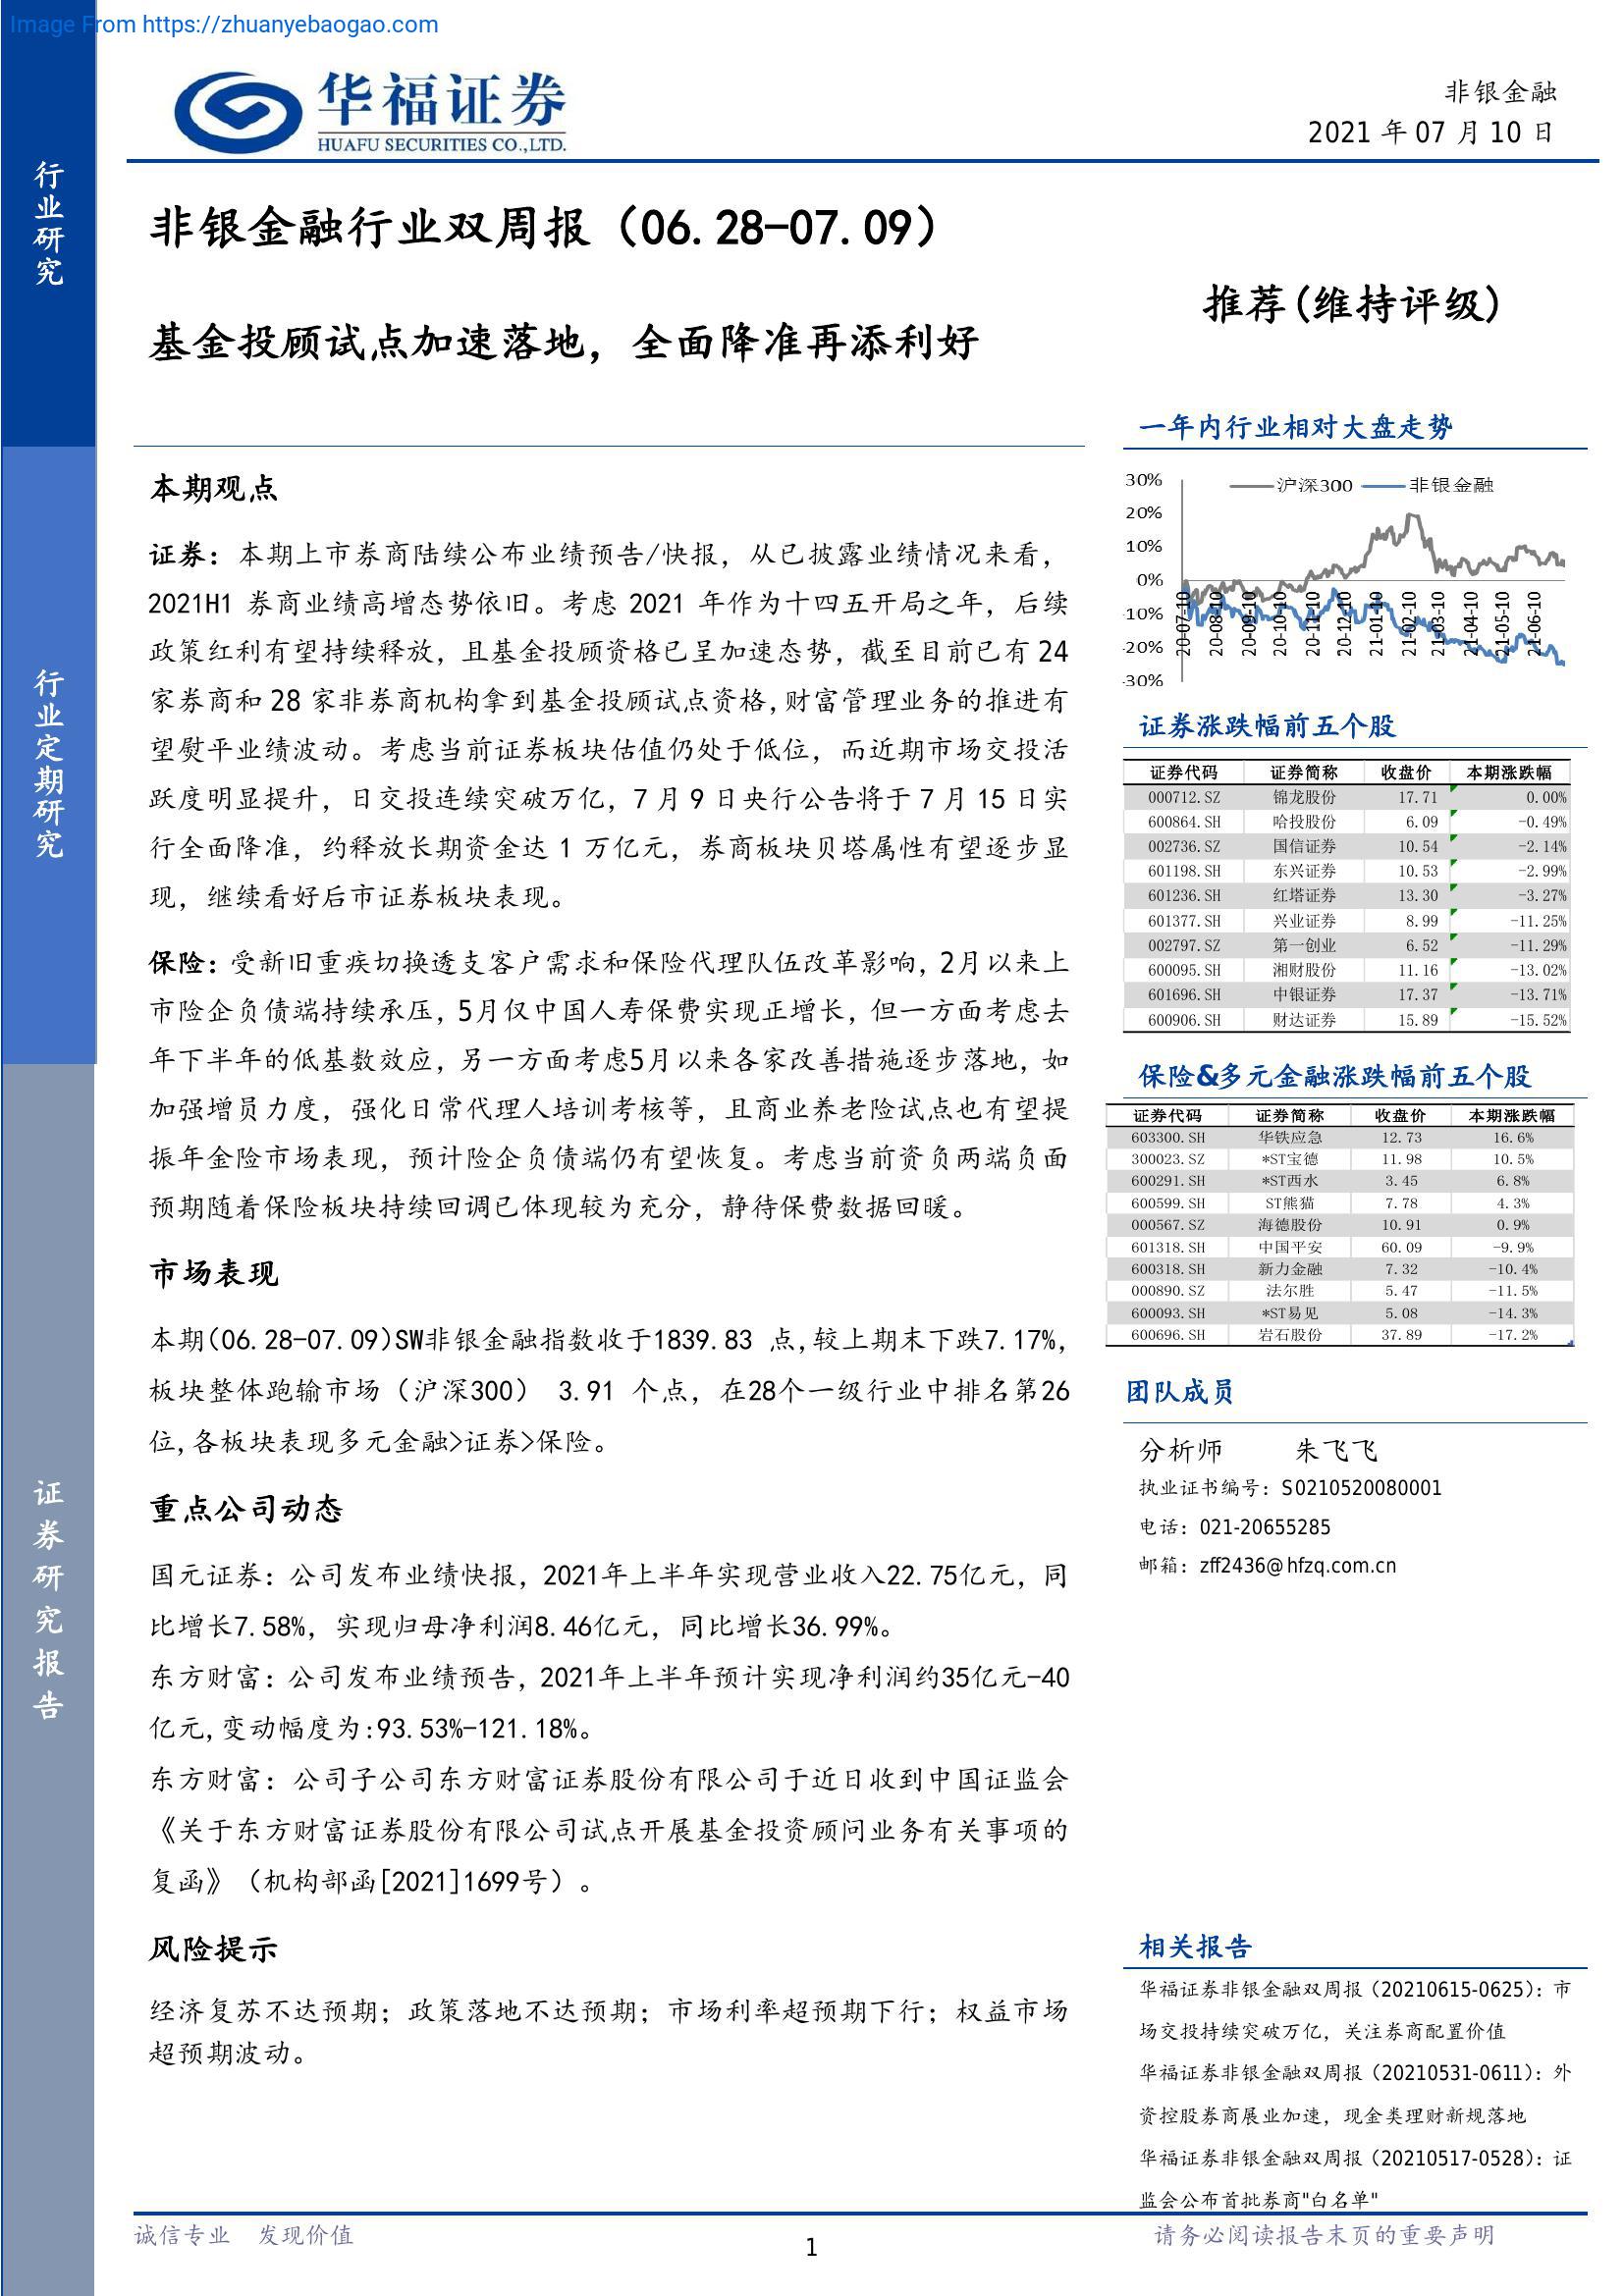 Image From https://zhuanyebaogao.com
华福证券
HUAFU SECURITIES CO.,LTD.
非银金融
2021 年 07 月 10 日
行业研究
行业定期研究
证券研究报告
非银金融行业双周报（06.28-07.09）
基金投顾试点加速落地，全面降准再添利好
推荐(维持评级)
本期观点
证券：本期上市券商陆续公布业绩预告/快报，从已披露业绩情况来看，
2021H1 券商业绩高增态势依旧。考虑 2021 年作为十四五开局之年，后续
政策红利有望持续释放，且基金投顾资格已呈加速态势，截至目前已有 24
家券商和 28 家非券商机构拿到基金投顾试点资格,财富管理业务的推进有
望熨平业绩波动。考虑当前证券板块估值仍处于低位，而近期市场交投活
跃度明显提升，日交投连续突破万亿，7 月 9 日央行公告将于 7 月 15 日实
行全面降准，约释放长期资金达 1 万亿元，券商板块贝塔属性有望逐步显
现，继续看好后市证券板块表现。
保险：受新旧重疾切换透支客户需求和保险代理队伍改革影响，2月以来上
市险企负债端持续承压，5月仅中国人寿保费实现正增长，但一方面考虑去
年下半年的低基数效应，另一方面考虑5月以来各家改善措施逐步落地，如
加强增员力度，强化日常代理人培训考核等，且商业养老险试点也有望提
振年金险市场表现，预计险企负债端仍有望恢复。考虑当前资负两端负面
预期随着保险板块持续回调已体现较为充分，静待保费数据回暖。
市场表现
本期(06.28-07.09)SW非银金融指数收于1839.83 点,较上期末下跌7.17%,
板块整体跑输市场（沪深300） 3.91 个点，在28个一级行业中排名第26
位,各板块表现多元金融>证券>保险。
重点公司动态
国元证券：公司发布业绩快报，2021年上半年实现营业收入22.75亿元，同
比增长7.58%，实现归母净利润8.46亿元，同比增长36.99%。
东方财富：公司发布业绩预告，2021年上半年预计实现净利润约35亿元-40
亿元,变动幅度为:93.53%-121.18%。
东方财富：公司子公司东方财富证券股份有限公司于近日收到中国证监会
《关于东方财富证券股份有限公司试点开展基金投资顾问业务有关事项的
复函》（机构部函[2021]1699号）。
风险提示
经济复苏不达预期；政策落地不达预期；市场利率超预期下行；权益市场
超预期波动。
一年内行业相对大盘走势
沪深300 非银金融
30%
20%
10%
0%
-10%
-20%
-30%
20-07-10 20-08-10 20-09-10 20-10-10 20-11-10 20-12-10 21-01-10 21-02-10 21-03-10 21-04-10 21-05-10 21-06-10
证券涨跌幅前五个股
证券代码 证券简称 收盘价 本期涨跌幅
000712.SZ 锦龙股份 17.71 0.00%
600864.SH 哈投股份 6.09 -0.49%
002736.SZ 国信证券 10.54 -2.14%
601198.SH 东兴证券 10.53 -2.99%
601236.SH 红塔证券 13.30 -3.27%
601377.SH 兴业证券 8.99 -11.25%
002797.SZ 第一创业 6.52 -11.29%
600095.SH 湘财股份 11.16 -13.02%
601696.SH 中银证券 17.37 -13.71%
600906.SH 财达证券 15.89 -15.52%
保险&多元金融涨跌幅前五个股
证券代码 证券简称 收盘价 本期涨跌幅
603300.SH 华铁应急 12.73 16.6%
300023.SZ *ST宝德 11.98 10.5%
600291.SH *ST西水 3.45 6.8%
600599.SH ST熊猫 7.78 4.3%
000567.SZ 海德股份 10.91 0.9%
601318.SH 中国平安 60.09 -9.9%
600318.SH 新力金融 7.32 -10.4%
000890.SZ 法尔胜 5.47 -11.5%
600093.SH *ST易见 5.08 -14.3%
600696.SH 岩石股份 37.89 -17.2%
团队成员
分析师 朱飞飞
执业证书编号：S0210520080001
电话：021-20655285
邮箱：zff2436@hfzq.com.cn
相关报告
华福证券非银金融双周报（20210615-0625）：市
场交投持续突破万亿，关注券商配置价值
华福证券非银金融双周报（20210531-0611）：外
资控股券商展业加速，现金类理财新规落地
华福证券非银金融双周报（20210517-0528）：证
监会公布首批券商"白名单"
诚信专业 发现价值
1
请务必阅读报告末页的重要声明